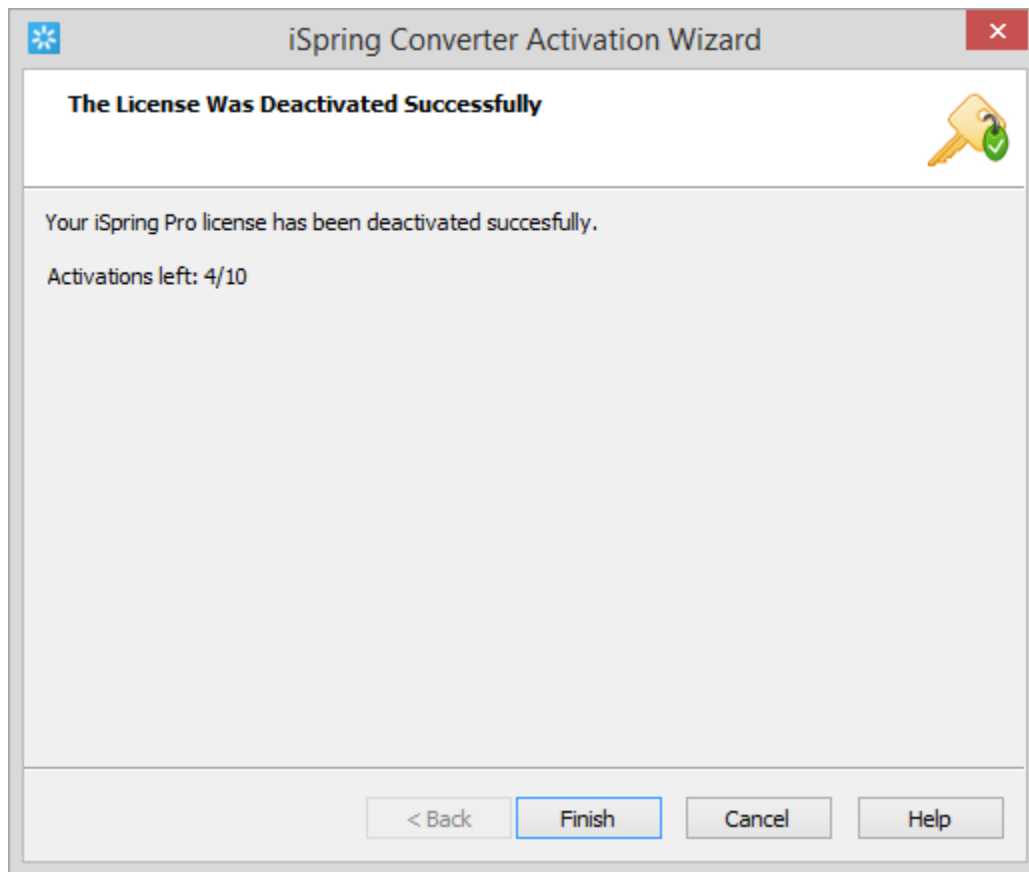 iSpring Converter Activation Wizard
The License Was Deactivated Successfully
Your iSpring Pro license has been deactivated succesfully.
Activations left: 4/10
< Back Finish Cancel Help